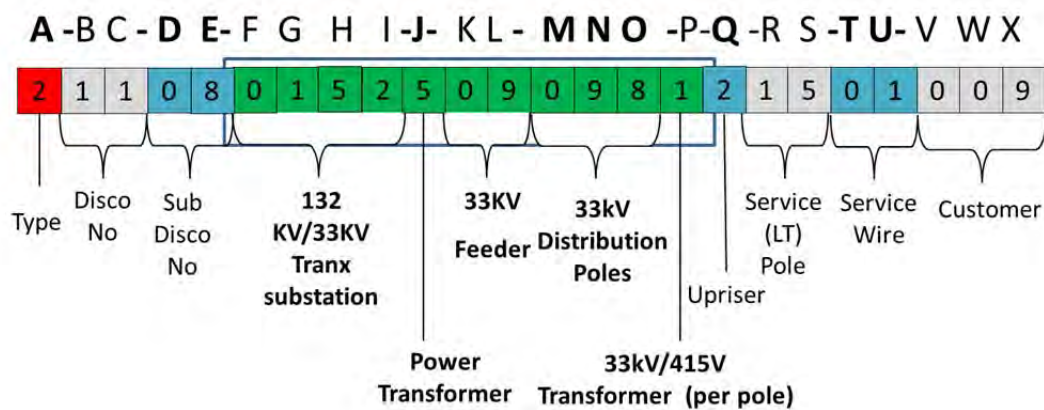 A -B C- D E- F G H I -J- K L - M N O -P-Q -R S -T U- V W X
2 1 1 0 8 0 1 5 2 5 0 9 0 9 8 1 2 1 5 0 1 0 0 9
Type
Disco
No
Sub
Disco
No
132
KV/33KV
Tranx
substation
Power
Transformer
33KV
Feeder
33kV
Distribution
Poles
33kV/415V
Transformer (per pole)
Upriser
Service
(LT)
Pole
Service
Wire
Customer